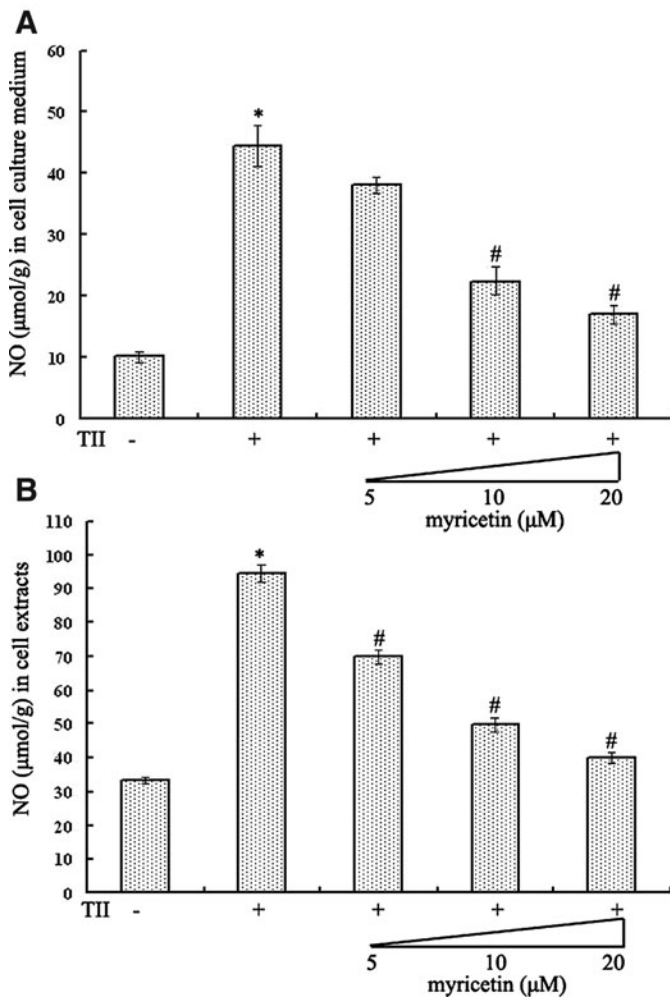 A
NO (μmol/g) in cell culture medium
60
50
40
30
20
10
0
*
#
#
TII - + + + +
5 10 20
myricetin (μM)
B
NO (μmol/g) in cell extracts
110
100
90
80
70
60
50
40
30
20
10
0
*
#
#
#
TII - + + + +
5 10 20
myricetin (μM)